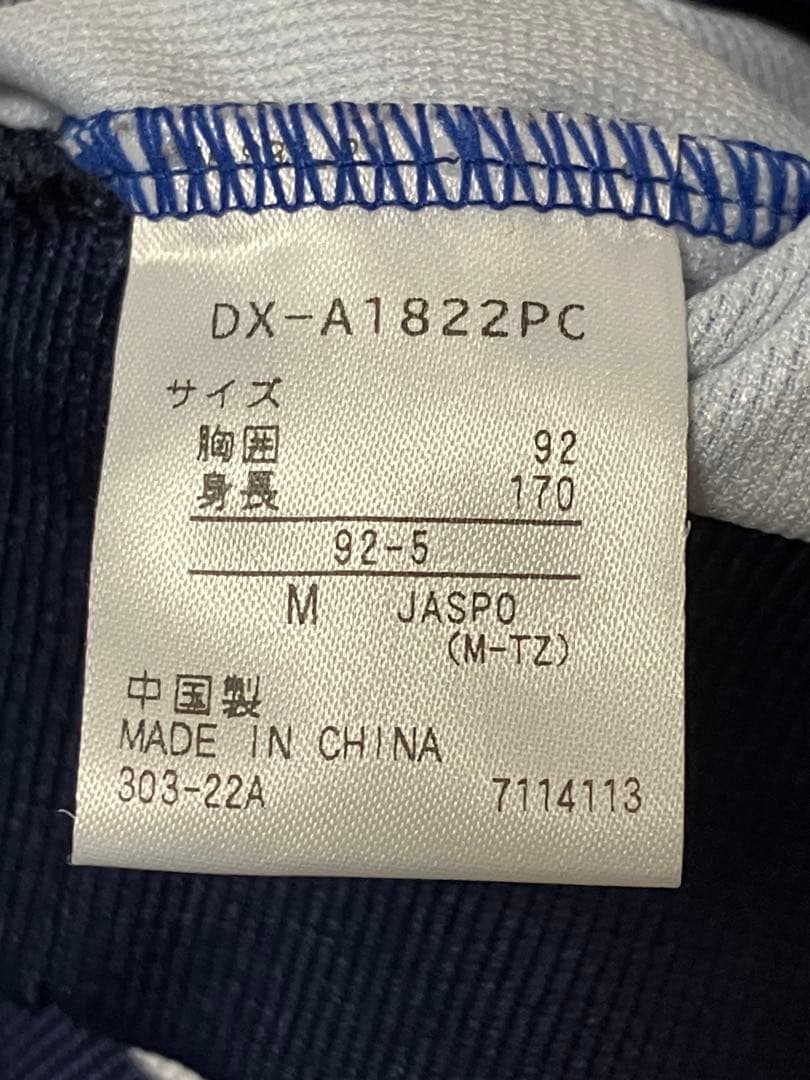 DX-A1822PC
サイズ
胸囲 92
身長 170
92-5
M JASPO
(M-TZ)
中国製
MADE IN CHINA
303-22A 7114113